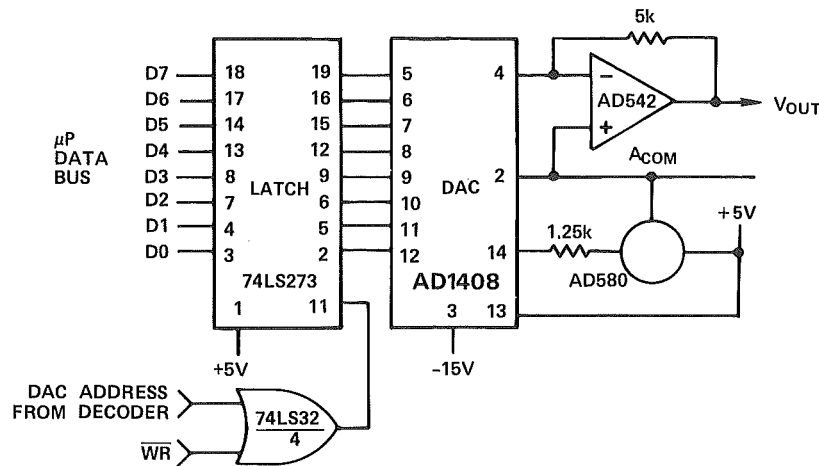 5k
D7 18 19 5 4 − AD542 VOUT
D6 17 16 6
D5 14 15 7 +
D4 13 12 8
μP DATA BUS
D3 8 LATCH 9 9 DAC 2 ACOM
D2 7 6 10
D1 4 5 11
D0 3 2 12 14 1.25k AD580 +5V
74LS273 AD1408
1 11 3 13
+5V -15V
DAC ADDRESS
FROM DECODER
74LS32
4
WR